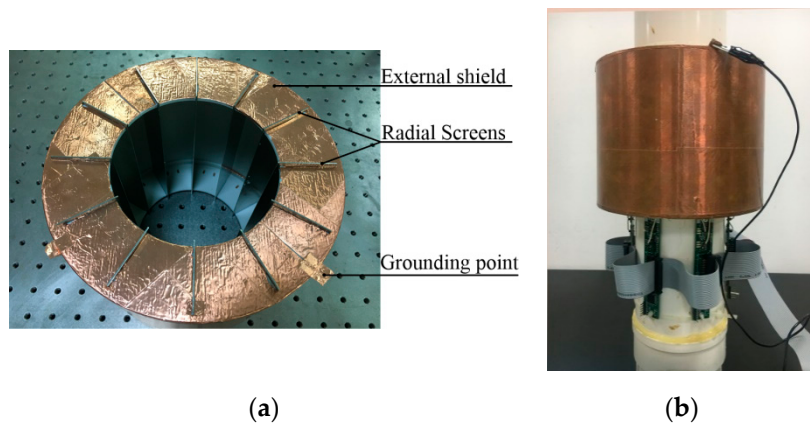 External shield
Radial Screens
Grounding point
(a)
(b)